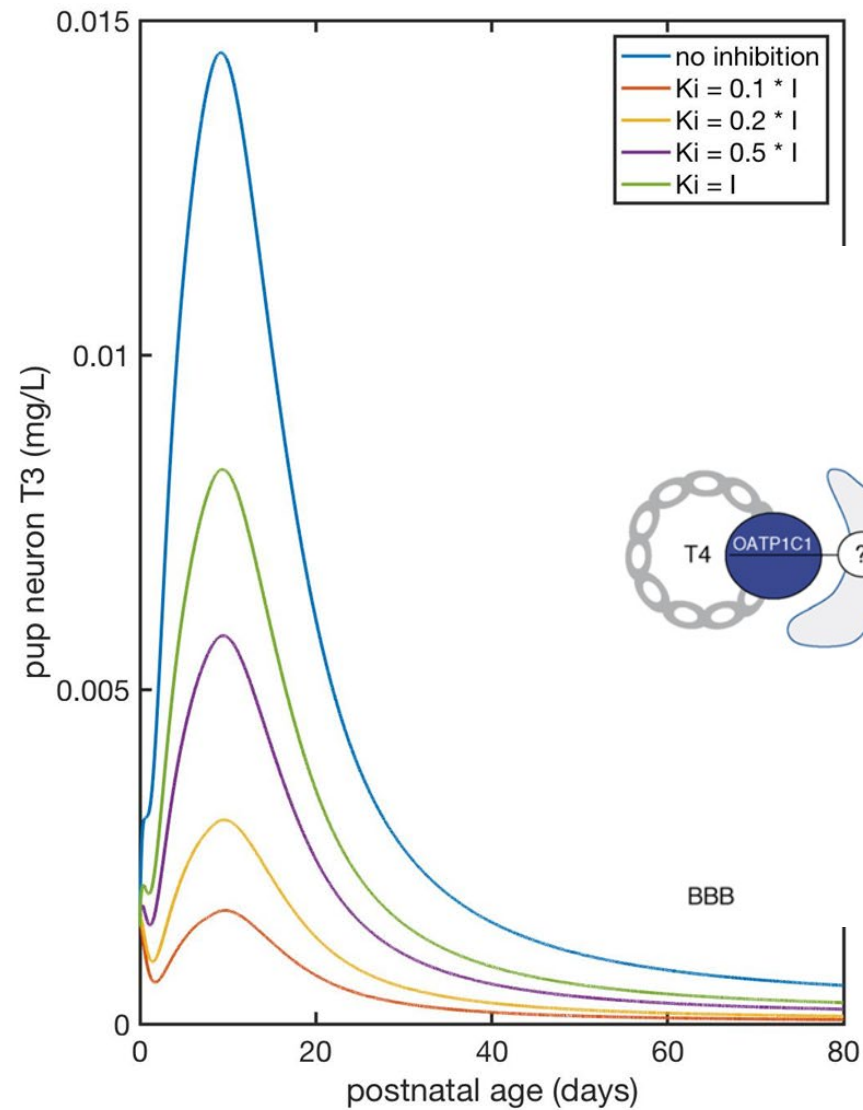 0.015
no inhibition
Ki = 0.1 * I
Ki = 0.2 * I
Ki = 0.5 * I
Ki = I
0.01
pup neuron T3 (mg/L)
T4
OATP1C1
?
0.005
BBB
0
0 20 40 60 80
postnatal age (days)